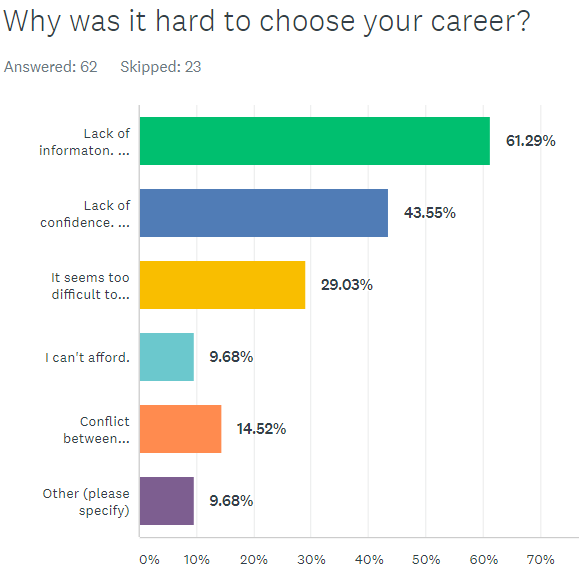 Why was it hard to choose your career?
Answered: 62 Skipped: 23
Lack of
informaton. ...
61.29%
Lack of
confidence. ...
43.55%
It seems too
difficult to...
29.03%
I can't afford.
9.68%
Conflict
between...
14.52%
Other (please
specify)
9.68%
0% 10% 20% 30% 40% 50% 60% 70%